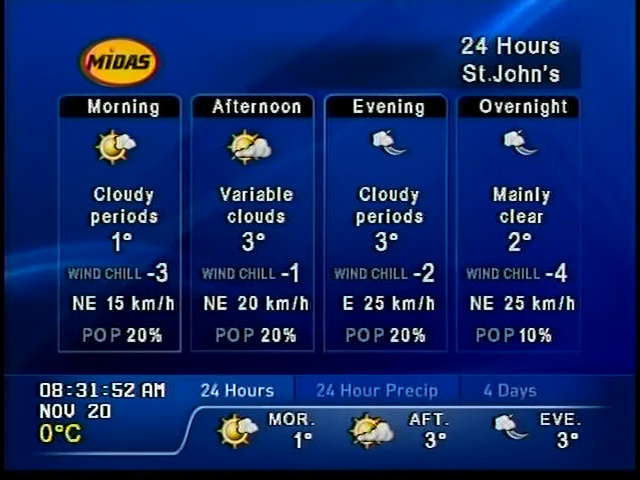 MIDAS
24 Hours
St.John's
Morning
Cloudy
periods
1°
WIND CHILL -3
NE 15 km/h
POP 20%
Afternoon
Variable
clouds
3°
WIND CHILL -1
NE 20 km/h
POP 20%
Evening
Cloudy
periods
3°
WIND CHILL -2
E 25 km/h
POP 20%
Overnight
Mainly
clear
2°
WIND CHILL -4
NE 25 km/h
POP 10%
08:31:52 AM
NOV 20
0°C
24 Hours
24 Hour Precip
4 Days
MOR.
1°
AFT.
3°
EVE.
3°